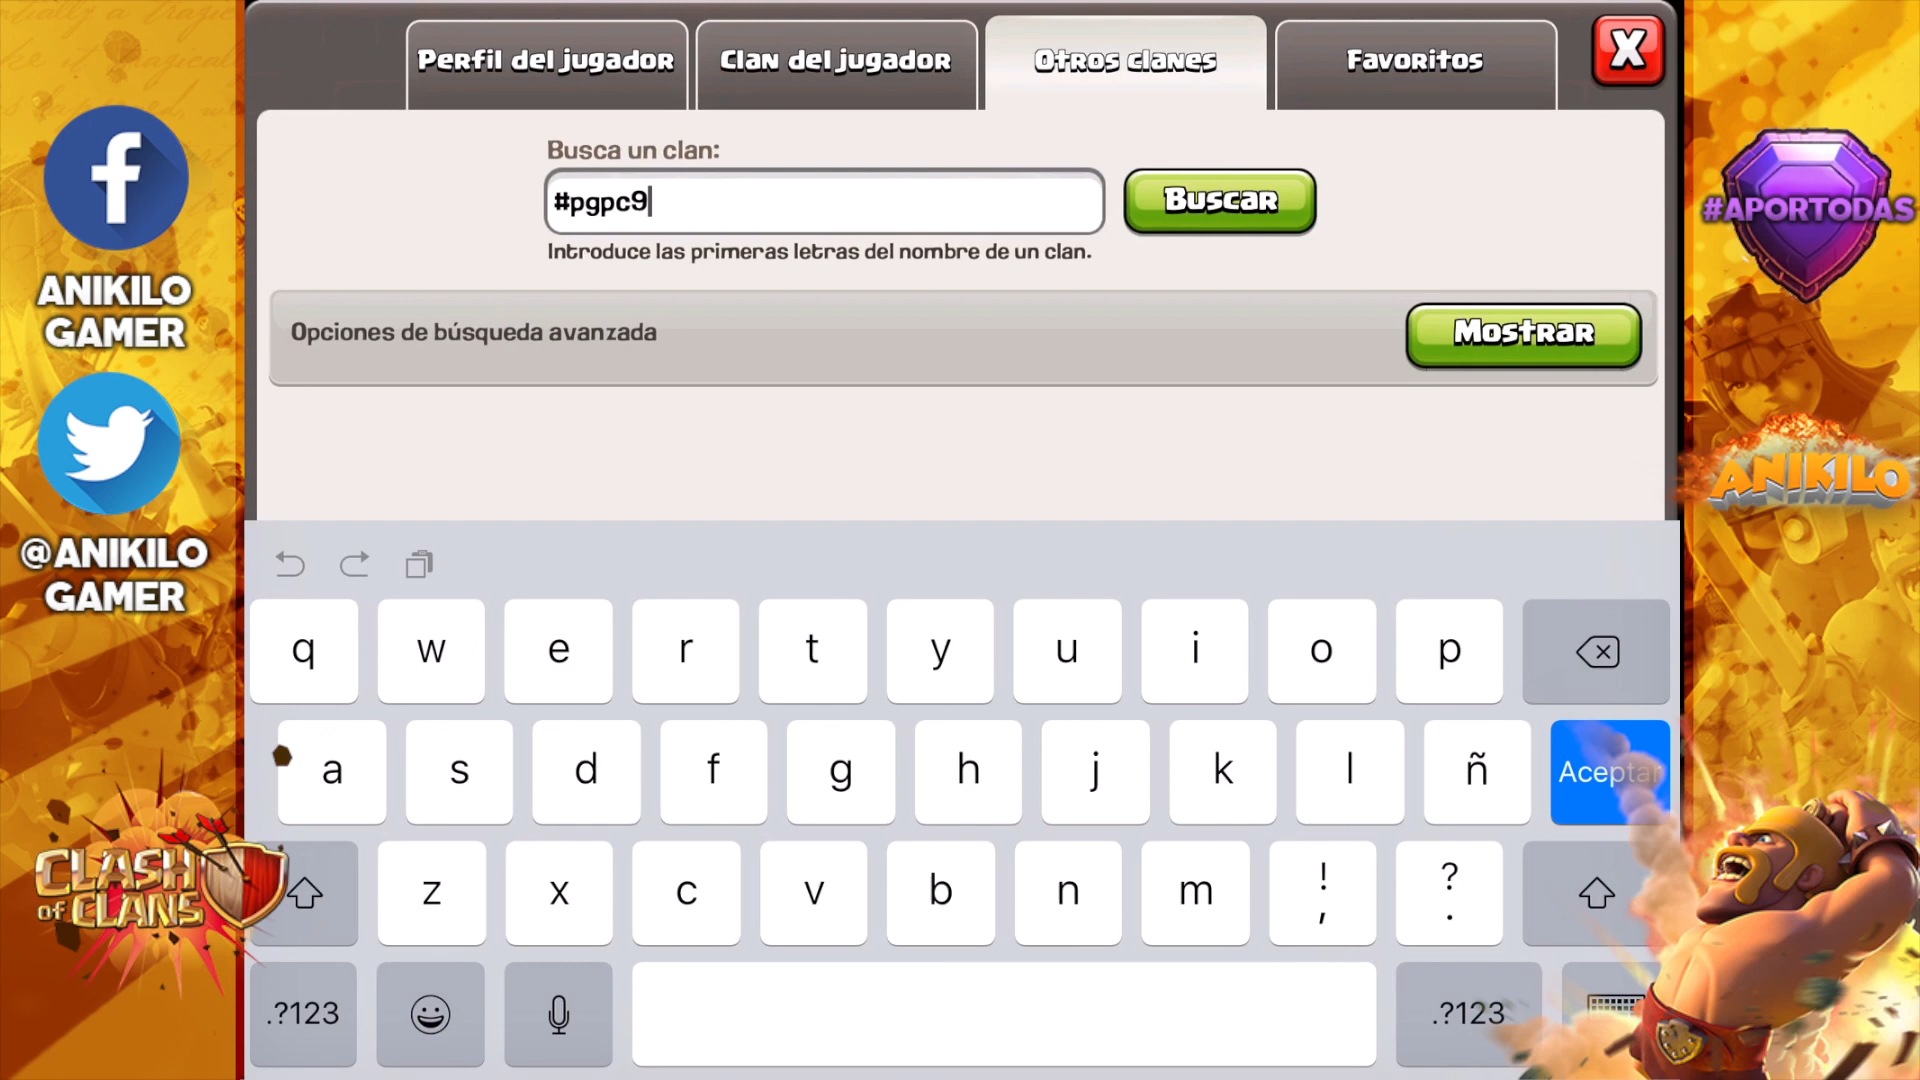 Perfil del jugador
Clan del jugador
Otros clanes
Favoritos
X
Busca un clan:
#pgpc9
Buscar
Introduce las primeras letras del nombre de un clan.
Opciones de búsqueda avanzada
Mostrar
f
ANIKILO
GAMER
@ANIKILO
GAMER
#APORTODAS
ANIKILO
CLASH
OF CLANS
q w e r t y u i o p
a s d f g h j k l ñ Aceptar
z x c v b n m ! , ? .
.?123 .?123